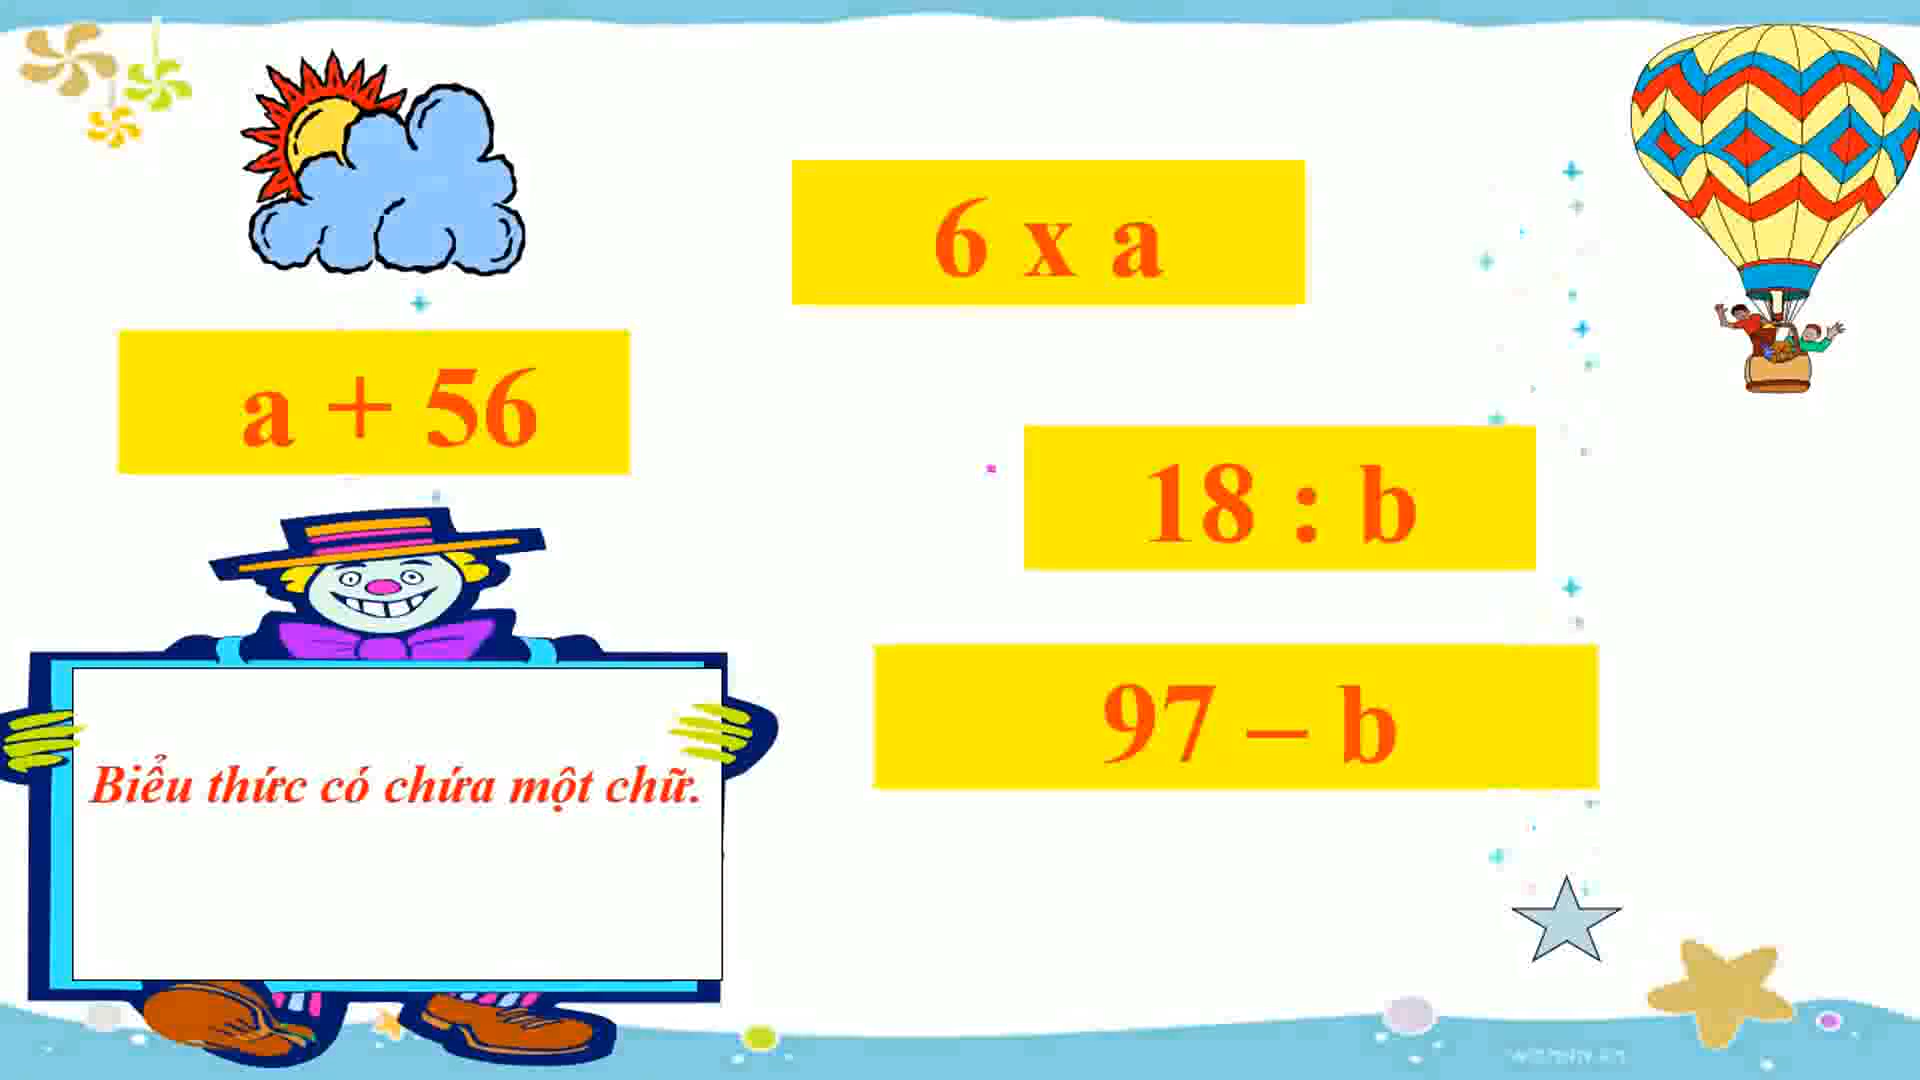 6 x a
a + 56
18 : b
97 – b
Biểu thức có chứa một chữ.